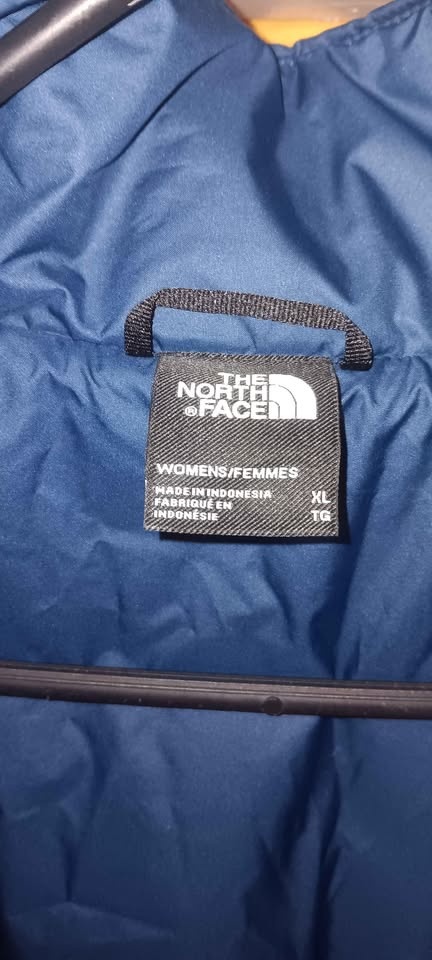 THE
NORTH
®FACE
WOMENS/FEMMES
MADE IN INDONESIA XL
FABRIQUÉ EN TG
INDONÉSIE